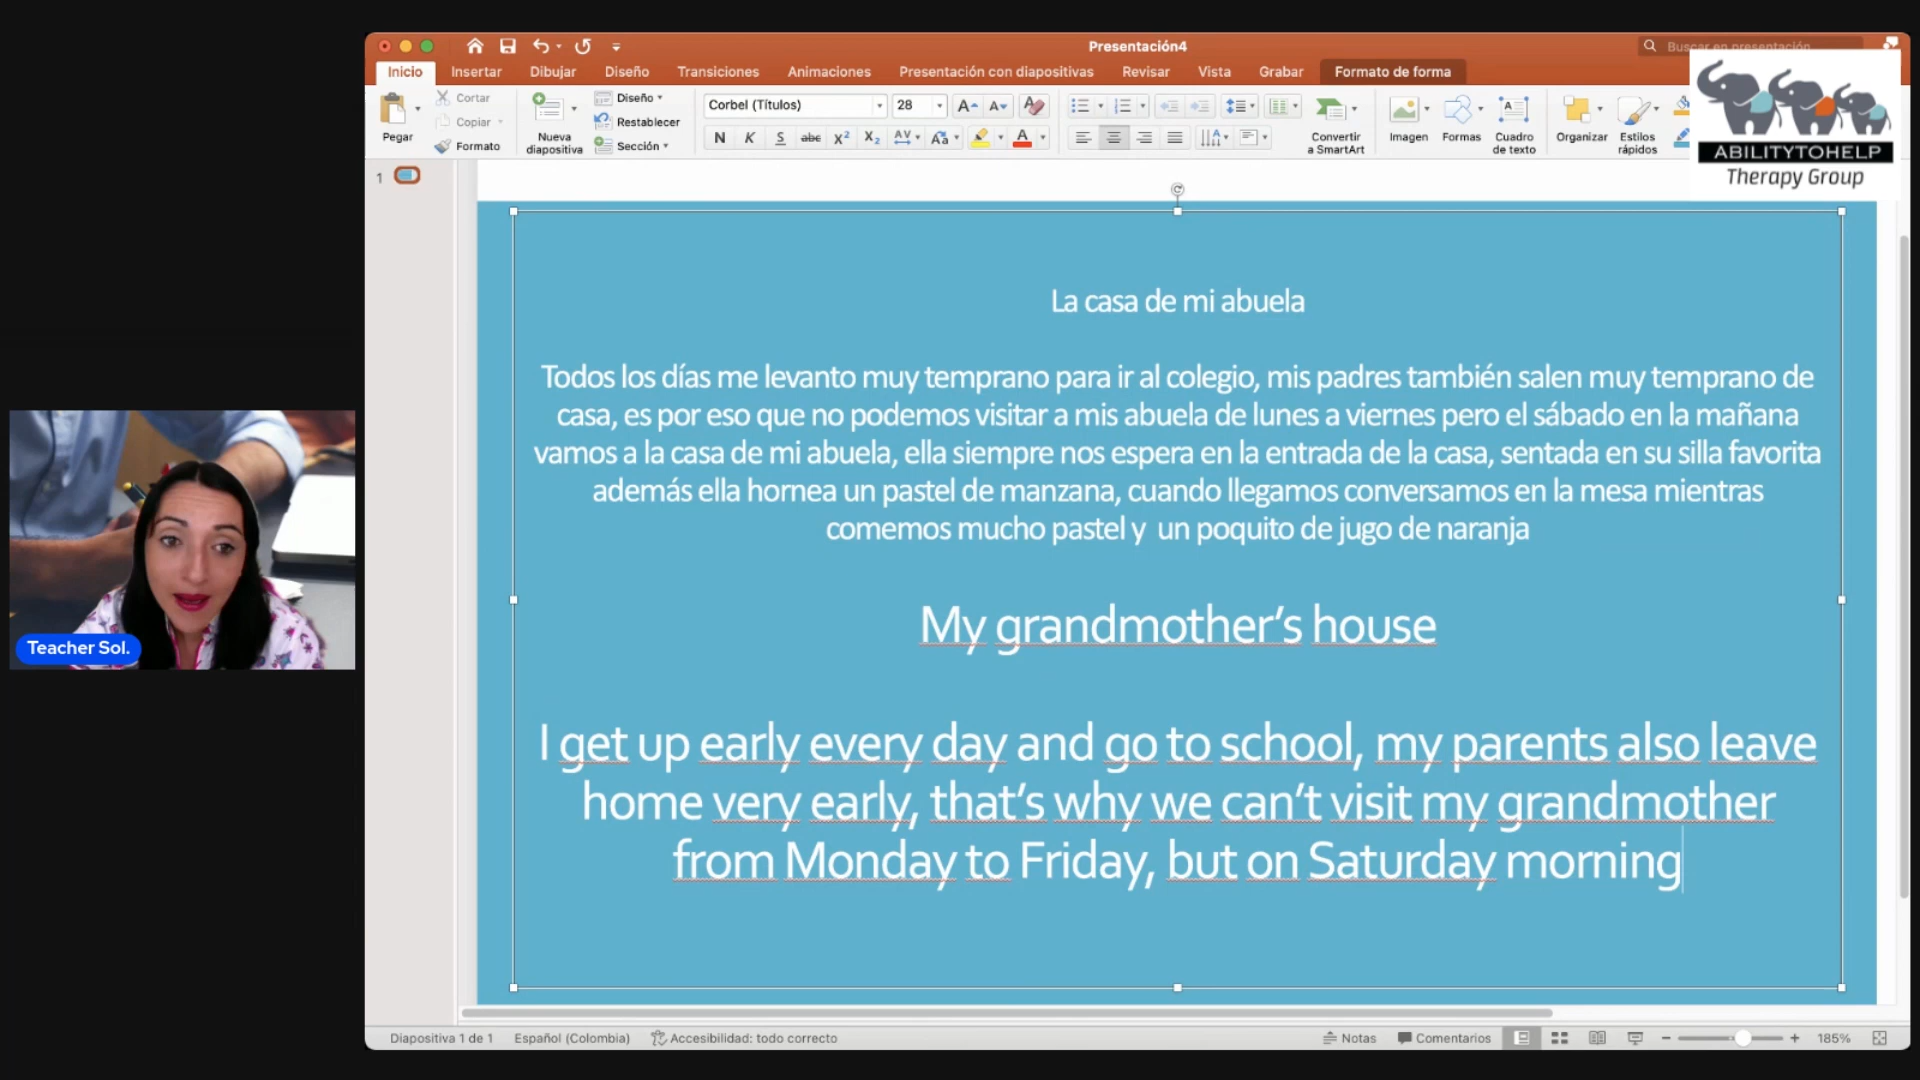 Presentación4
Buscar en presentación
Inicio
Insertar
Dibujar
Diseño
Transiciones
Animaciones
Presentación con diapositivas
Revisar
Vista
Grabar
Formato de forma
Pegar
Cortar
Copiar
Formato
Nueva
diapositiva
Diseño
Restablecer
Sección
Corbel (Títulos)
28
N K S abc X² X₂ AV Aa A
Convertir
a SmartArt
Imagen
Formas
Cuadro
de texto
Organizar
Estilos
rápidos
ABILITYTOHELP
Therapy Group
1
La casa de mi abuela
Todos los días me levanto muy temprano para ir al colegio, mis padres también salen muy temprano de
casa, es por eso que no podemos visitar a mis abuela de lunes a viernes pero el sábado en la mañana
vamos a la casa de mi abuela, ella siempre nos espera en la entrada de la casa, sentada en su silla favorita
además ella hornea un pastel de manzana, cuando llegamos conversamos en la mesa mientras
comemos mucho pastel y un poquito de jugo de naranja
My grandmother’s house
I get up early every day and go to school, my parents also leave
home very early, that’s why we can’t visit my grandmother
from Monday to Friday, but on Saturday morning
Teacher Sol.
Diapositiva 1 de 1
Español (Colombia)
Accesibilidad: todo correcto
Notas
Comentarios
185%